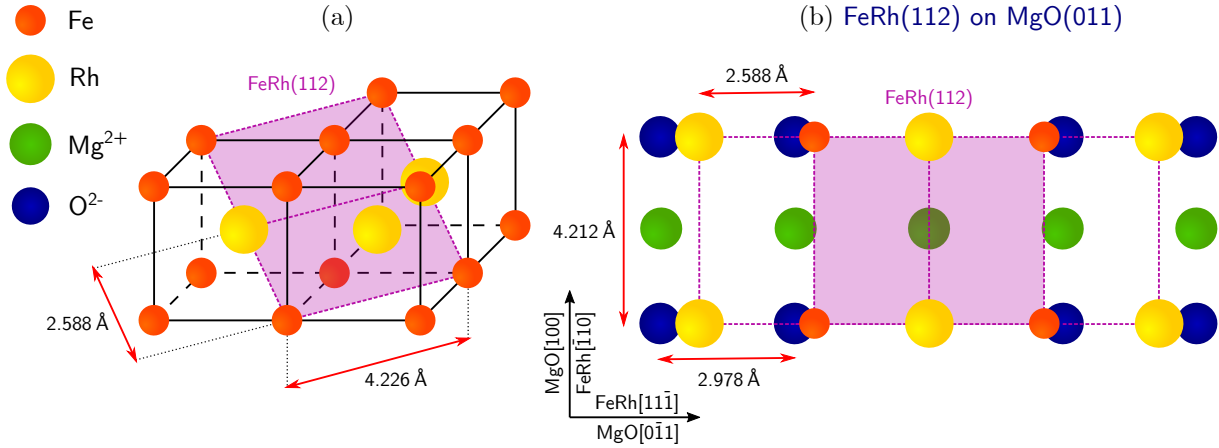 Fe
Rh
Mg²⁺
O²⁻
(a)
FeRh(112)
2.588 Å
4.226 Å
(b) FeRh(112) on MgO(011)
2.588 Å
FeRh(112)
4.212 Å
2.978 Å
MgO[100]
FeRh[1̄10]
FeRh[111̄]
MgO[01̄1]